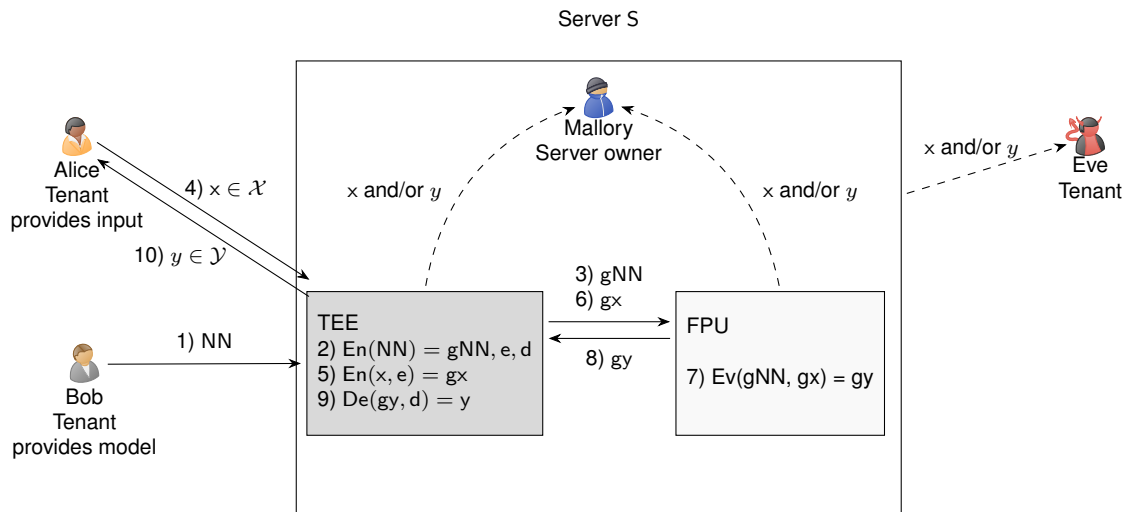 Server S
Mallory
Server owner
Alice
Tenant
provides input
4) x ∈ 𝒳
10) y ∈ 𝒴
x and/or y
x and/or y
x and/or y
Eve
Tenant
1) NN
Bob
Tenant
provides model
TEE
2) En(NN) = gNN, e, d
5) En(x, e) = gx
9) De(gy, d) = y
3) gNN
6) gx
8) gy
FPU
7) Ev(gNN, gx) = gy